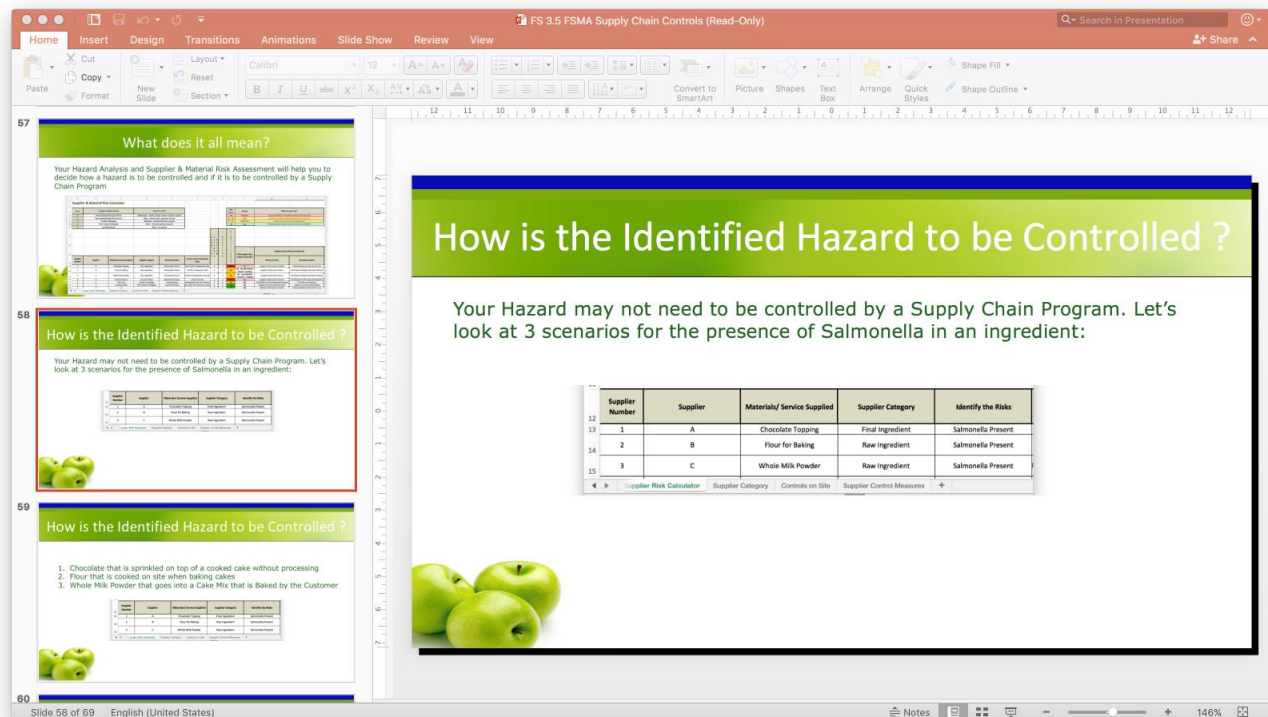 FS 3.5 FSMA Supply Chain Controls (Read-Only)
Search in Presentation
Home Insert Design Transitions Animations Slide Show Review View
Share
Paste
Cut
Copy
Format
New Slide
Layout
Reset
Section
Calibri 12
Convert to SmartArt
Picture Shapes Text Box Arrange Quick Styles
Shape Fill
Shape Outline
57
What does it all mean?
Your Hazard Analysis and Supplier & Material Risk Assessment will help you to
decide how a hazard is to be controlled and if it is to be controlled by a Supply
Chain Program
58
How is the Identified Hazard to be Controlled ?
Your Hazard may not need to be controlled by a Supply Chain Program. Let's
look at 3 scenarios for the presence of Salmonella in an ingredient:
59
How is the Identified Hazard to be Controlled ?
1. Chocolate that is sprinkled on top of a cooked cake without processing
2. Flour that is cooked on site when baking cakes
3. Whole Milk Powder that goes into a Cake Mix that is Baked by the Customer
60
How is the Identified Hazard to be Controlled ?
Your Hazard may not need to be controlled by a Supply Chain Program. Let's
look at 3 scenarios for the presence of Salmonella in an ingredient:
12 Supplier Number Supplier Materials/ Service Supplied Supplier Category Identify the Risks
13 1 A Chocolate Topping Final Ingredient Salmonella Present
14 2 B Flour for Baking Raw Ingredient Salmonella Present
15 3 C Whole Milk Powder Raw Ingredient Salmonella Present
Supplier Risk Calculator Supplier Category Controls on Site Supplier Control Measures +
Slide 58 of 69 English (United States)
Notes
146%